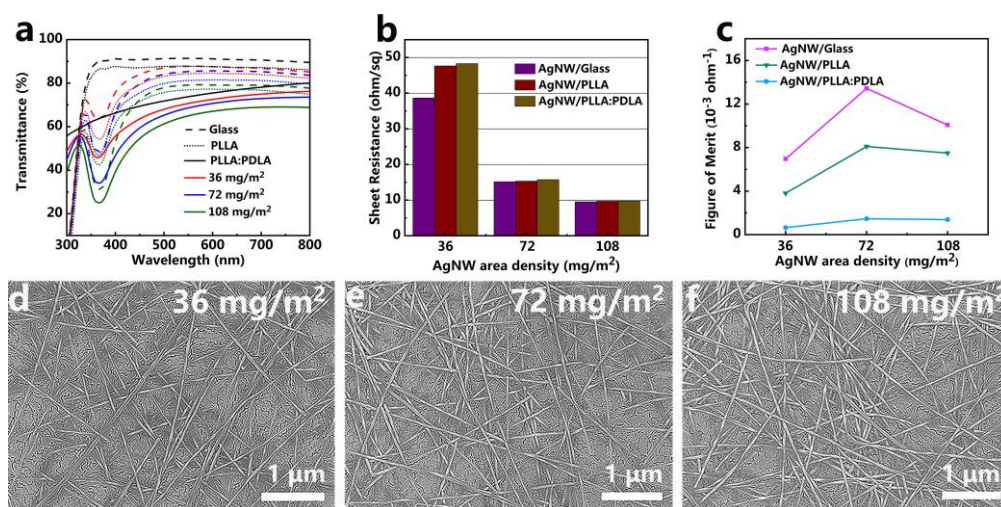 a
100
80
60
40
20
300 400 500 600 700 800
Transmittance (%)
Wavelength (nm)
Glass
PLLA
PLLA:PDLA
36 mg/m²
72 mg/m²
108 mg/m²
b
50
40
30
20
10
0
36 72 108
Sheet Resistance (ohm/sq)
AgNW area density (mg/m²)
AgNW/Glass
AgNW/PLLA
AgNW/PLLA:PDLA
c
16
12
8
4
0
36 72 108
Figure of Merit (10⁻³ ohm⁻¹)
AgNW area density (mg/m²)
AgNW/Glass
AgNW/PLLA
AgNW/PLLA:PDLA
d
36 mg/m²
1 μm
e
72 mg/m²
1 μm
f
108 mg/m²
1 μm